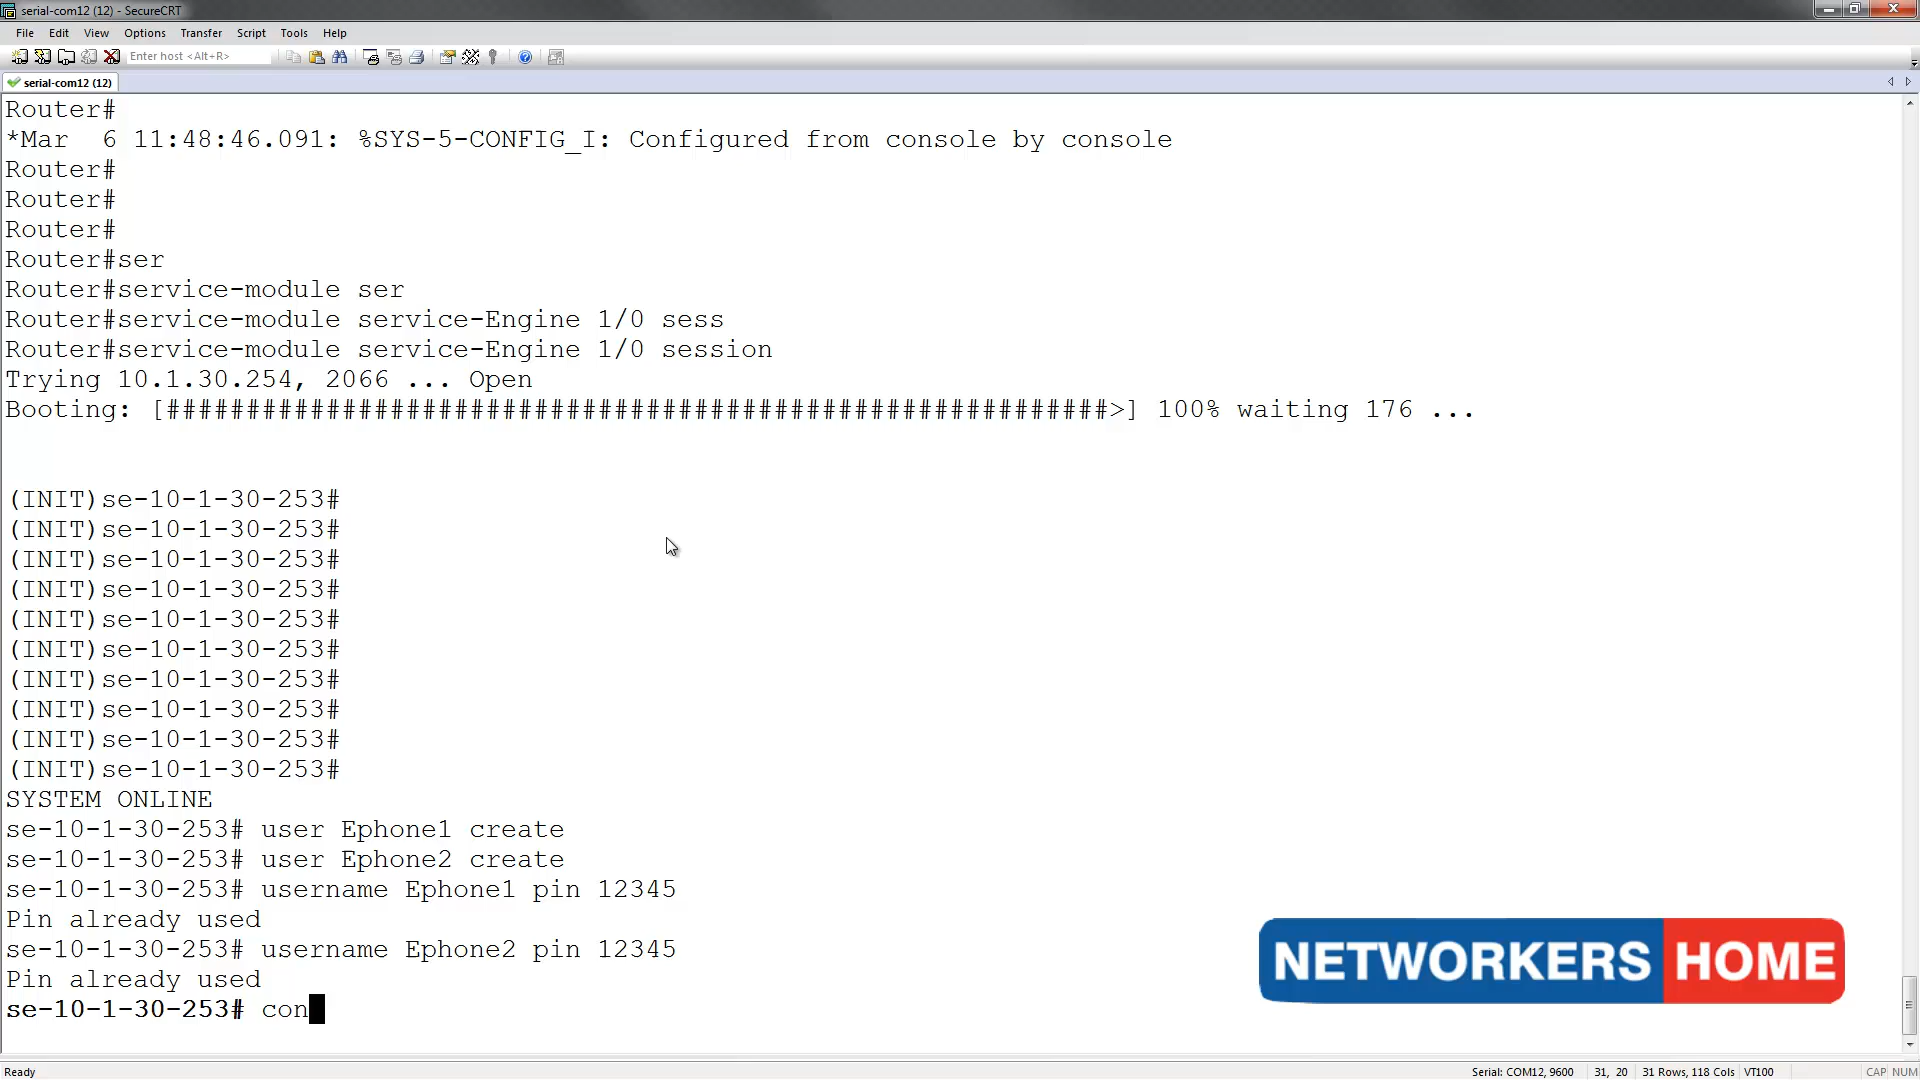 serial-com12 (12) - SecureCRT
File Edit View Options Transfer Script Tools Help
Enter host <Alt+R>
serial-com12 (12)
Router#
*Mar  6 11:48:46.091: %SYS-5-CONFIG_I: Configured from console by console
Router#
Router#
Router#
Router#ser
Router#service-module ser
Router#service-module service-Engine 1/0 sess
Router#service-module service-Engine 1/0 session
Trying 10.1.30.254, 2066 ... Open
Booting: [###########################################################>] 100% waiting 176 ...
(INIT)se-10-1-30-253#
(INIT)se-10-1-30-253#
(INIT)se-10-1-30-253#
(INIT)se-10-1-30-253#
(INIT)se-10-1-30-253#
(INIT)se-10-1-30-253#
(INIT)se-10-1-30-253#
(INIT)se-10-1-30-253#
(INIT)se-10-1-30-253#
(INIT)se-10-1-30-253#
SYSTEM ONLINE
se-10-1-30-253# user Ephone1 create
se-10-1-30-253# user Ephone2 create
se-10-1-30-253# username Ephone1 pin 12345
Pin already used
se-10-1-30-253# username Ephone2 pin 12345
Pin already used
se-10-1-30-253# con
NETWORKERS HOME
Ready Serial: COM12, 9600 31, 20 31 Rows, 118 Cols VT100 CAP NUM